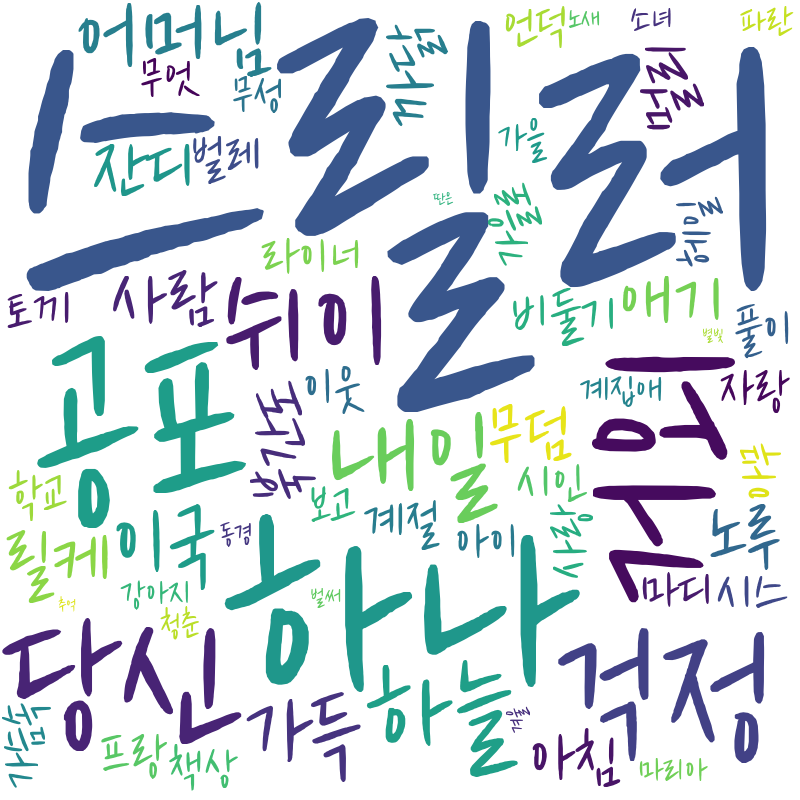 어머님
언덕
노새
소녀
파란
무엇
무성
스릴러
잔디
벌레
가을
딴은
라이너
토끼
사람
쉬이
비둘기
애기
별빛
풀이
공포
이웃
계집애
자랑
내일
무덤
학교
보고
시인
릴케
이국
동경
계절
아이
사랑
노루
강아지
벌써
마디
시스
추억
청춘
하나
당신
가득
하늘
걱정
프랑
책상
아침
마리아